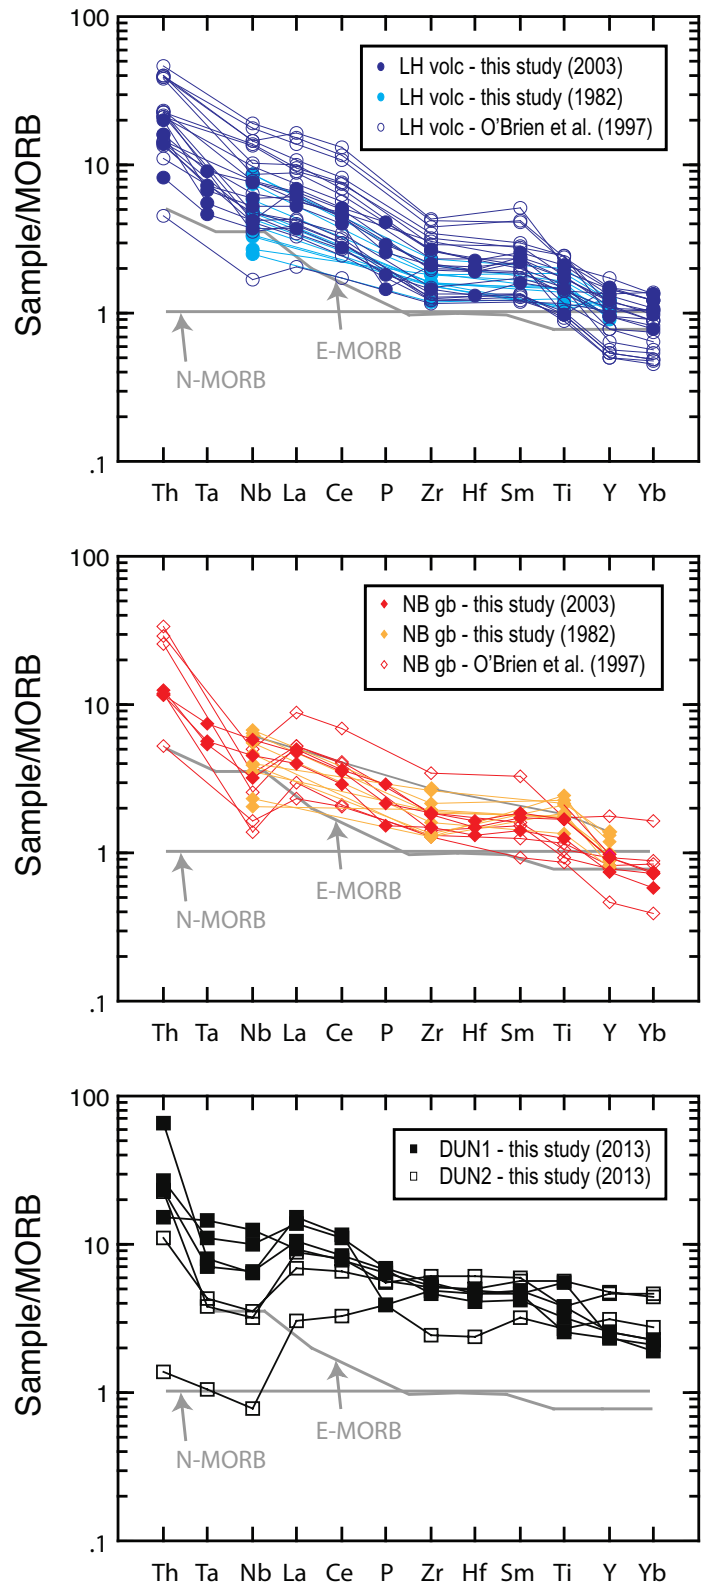 100
LH volc - this study (2003)
LH volc - this study (1982)
LH volc - O'Brien et al. (1997)
10
Sample/MORB
1
E-MORB
N-MORB
.1
Th Ta Nb La Ce P Zr Hf Sm Ti Y Yb
100
NB gb - this study (2003)
NB gb - this study (1982)
NB gb - O'Brien et al. (1997)
10
Sample/MORB
1
E-MORB
N-MORB
.1
Th Ta Nb La Ce P Zr Hf Sm Ti Y Yb
100
DUN1 - this study (2013)
DUN2 - this study (2013)
10
Sample/MORB
1
E-MORB
N-MORB
.1
Th Ta Nb La Ce P Zr Hf Sm Ti Y Yb